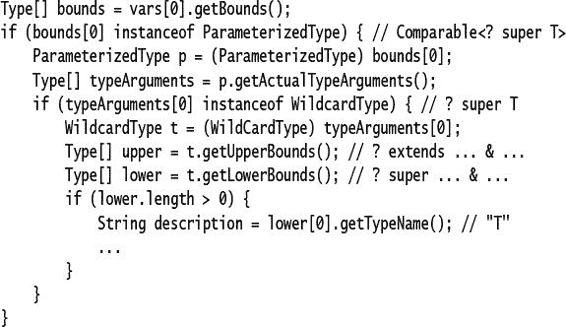 Type[] bounds = vars[0].getBounds();
if (bounds[0] instanceof ParameterizedType) { // Comparable<? super T>
    ParameterizedType p = (ParameterizedType) bounds[0];
    Type[] typeArguments = p.getActualTypeArguments();
    if (typeArguments[0] instanceof WildcardType) { // ? super T
        WildcardType t = (WildCardType) typeArguments[0];
        Type[] upper = t.getUpperBounds(); // ? extends ... & ...
        Type[] lower = t.getLowerBounds(); // ? super ... & ...
        if (lower.length > 0) {
            String description = lower[0].getTypeName(); // "T"
            ...
        }
    }
}